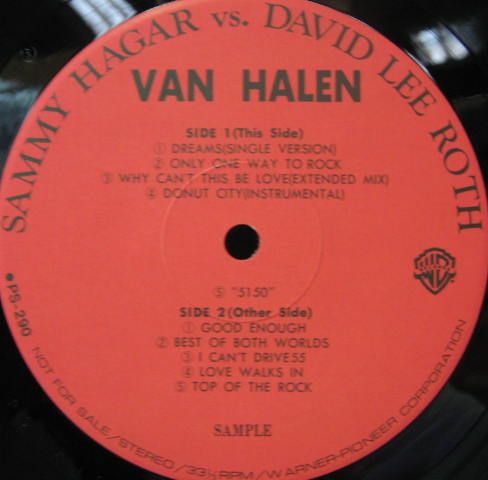 SAMMY HAGAR vs. DAVID LEE ROTH
VAN HALEN
SIDE 1(This Side)
① DREAMS(SINGLE VERSION)
② ONLY ONE WAY TO ROCK
③ WHY CAN'T THIS BE LOVE(EXTENDED MIX)
④ DONUT CITY(INSTRUMENTAL)
⑤ "5150"
SIDE 2(Other Side)
① GOOD ENOUGH
② BEST OF BOTH WORLDS
③ I CAN'T DRIVE 55
④ LOVE WALKS IN
⑤ TOP OF THE ROCK
SAMPLE
●PS-290
NOT FOR SALE/STEREO/33⅓RPM/WARNER-PIONEER CORPORATION